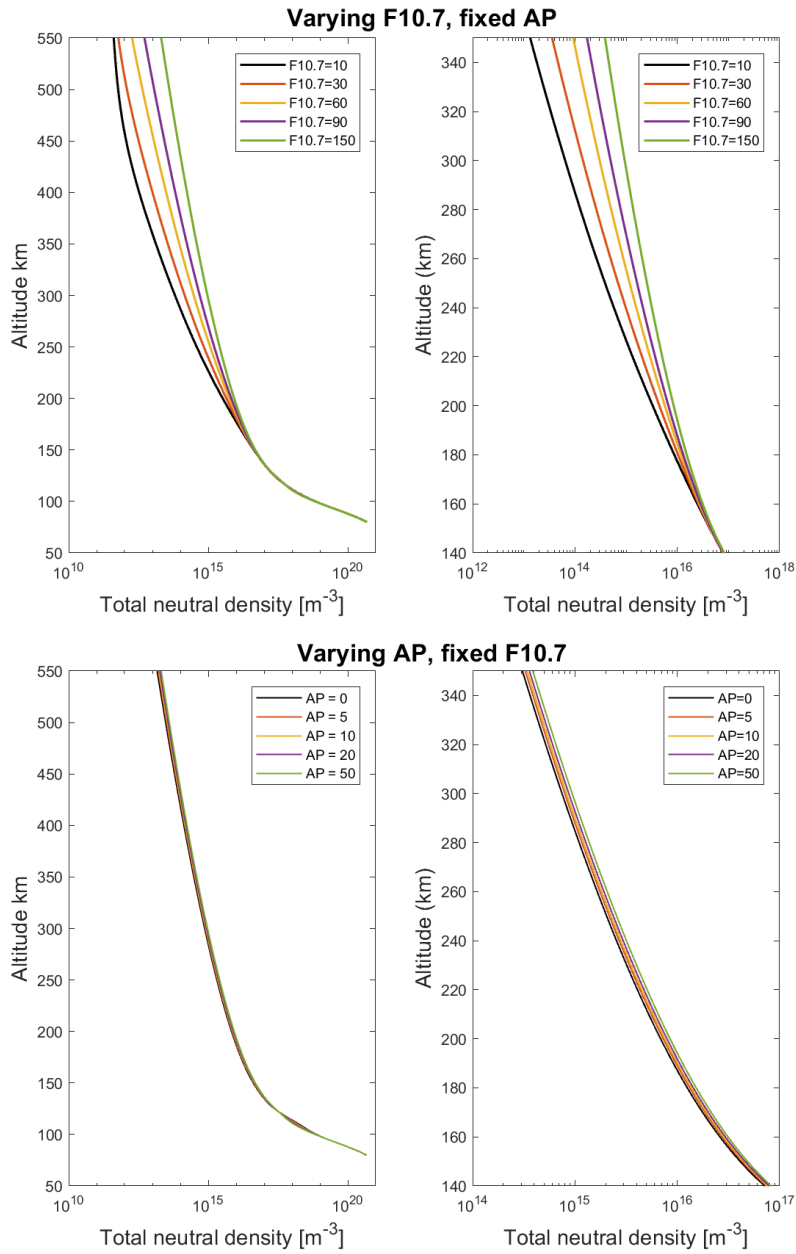 Varying F10.7, fixed AP
550
500
450
400
350
300
250
200
150
100
50
Altitude km
F10.7=10
F10.7=30
F10.7=60
F10.7=90
F10.7=150
10^10
10^15
10^20
Total neutral density [m^-3]
340
320
300
280
260
240
220
200
180
160
140
Altitude (km)
F10.7=10
F10.7=30
F10.7=60
F10.7=90
F10.7=150
10^12
10^14
10^16
10^18
Total neutral density [m^-3]
Varying AP, fixed F10.7
550
500
450
400
350
300
250
200
150
100
50
Altitude km
AP = 0
AP = 5
AP = 10
AP = 20
AP = 50
10^10
10^15
10^20
Total neutral density [m^-3]
340
320
300
280
260
240
220
200
180
160
140
Altitude (km)
AP=0
AP=5
AP=10
AP=20
AP=50
10^14
10^15
10^16
10^17
Total neutral density [m^-3]